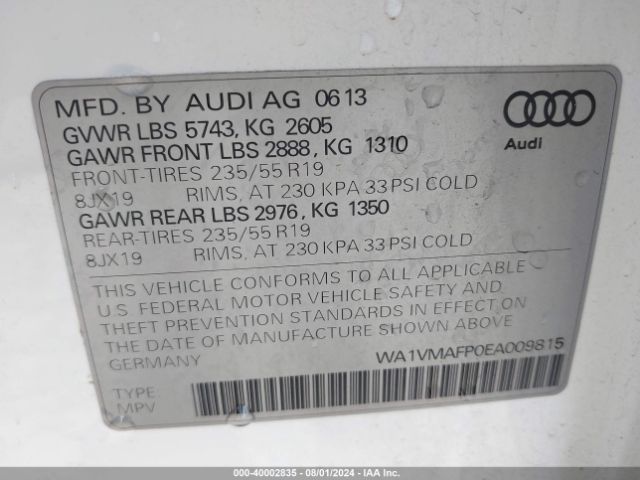 MFD. BY AUDI AG 0613
GVWR LBS 5743, KG 2605
GAWR FRONT LBS 2888, KG 1310
FRONT-TIRES 235/55 R19
8JX19 RIMS, AT 230 KPA 33 PSI COLD
GAWR REAR LBS 2976, KG 1350
REAR-TIRES 235/55 R19
8JX19 RIMS, AT 230 KPA 33 PSI COLD
Audi
THIS VEHICLE CONFORMS TO ALL APPLICABLE
U.S. FEDERAL MOTOR VEHICLE SAFETY AND
THEFT PREVENTION STANDARDS IN EFFECT ON
THE DATE OF MANUFACTURE SHOWN ABOVE
GERMANY
WA1VMAFP0EA009815
TYPE
MPV
000-40002835 - 08/01/2024 - IAA Inc.